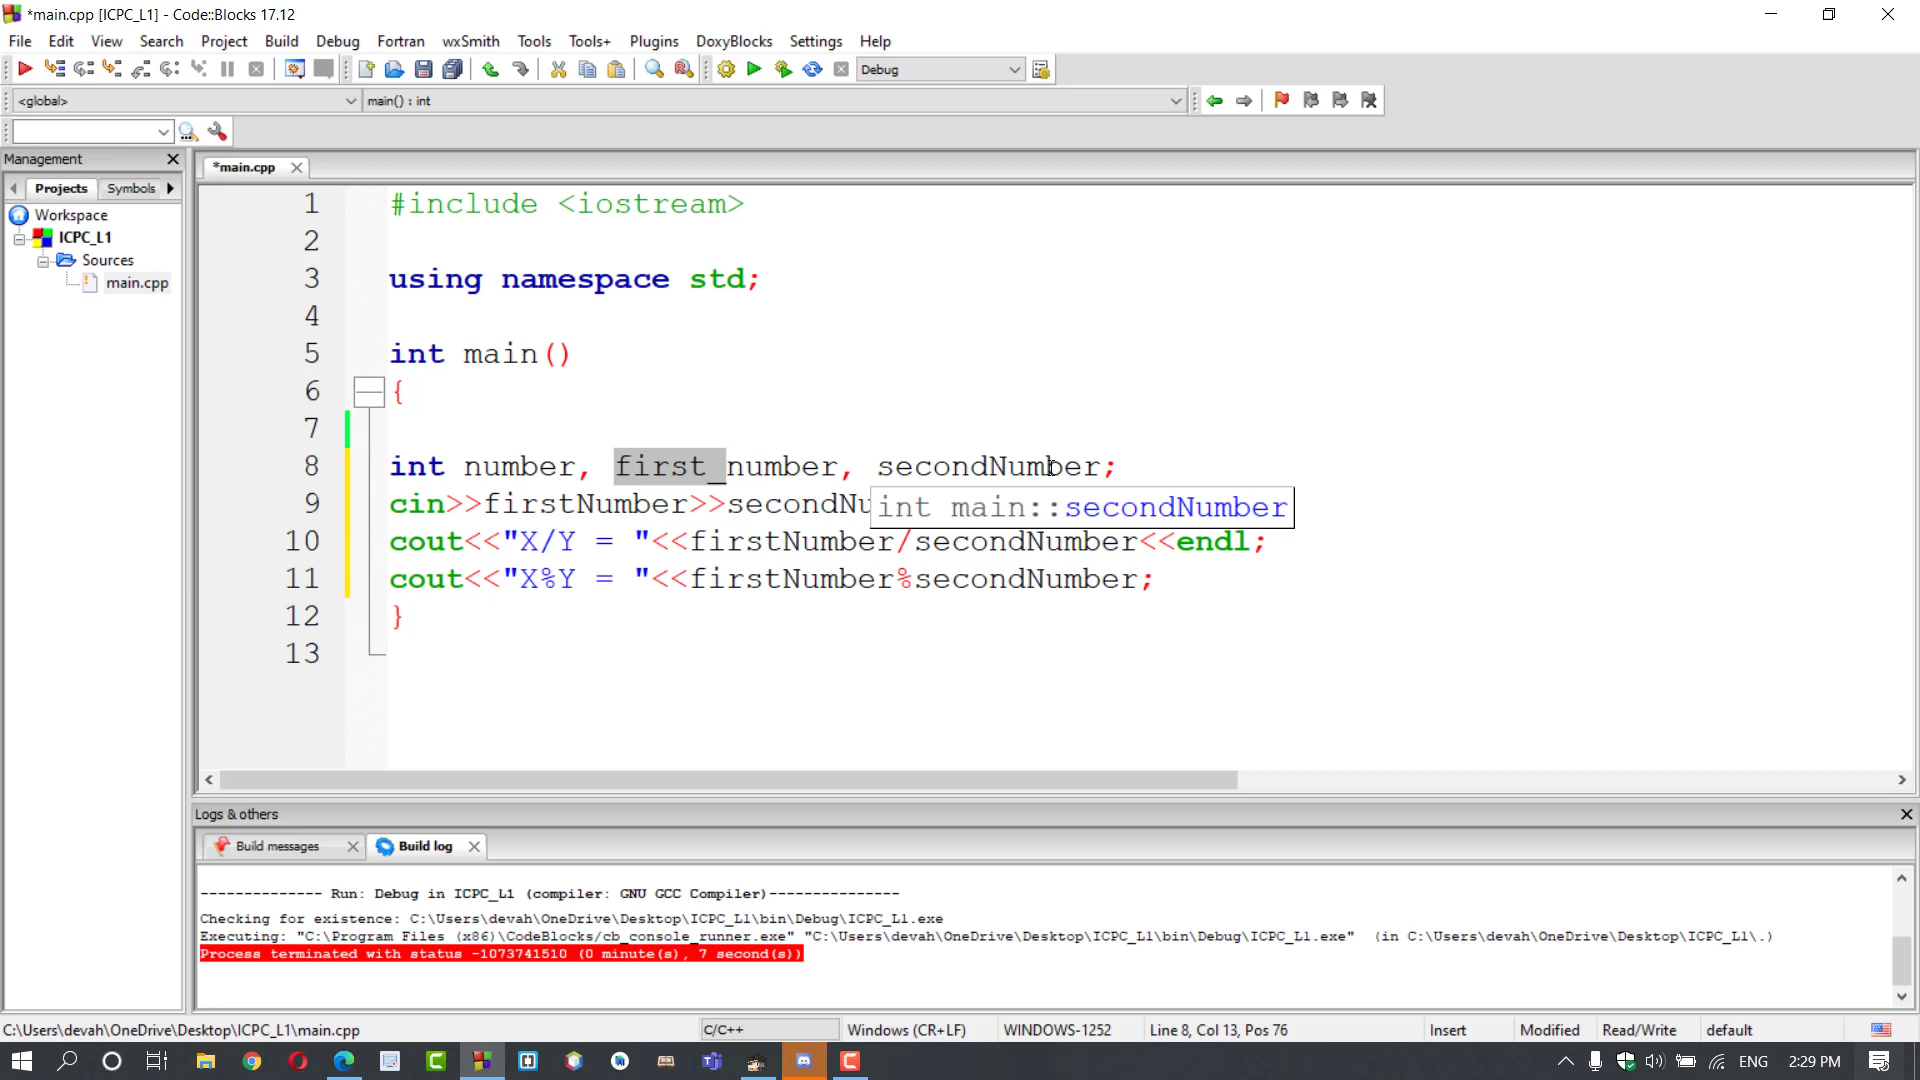 *main.cpp [ICPC_L1] - Code::Blocks 17.12
File Edit View Search Project Build Debug Fortran wxSmith Tools Tools+ Plugins DoxyBlocks Settings Help
Debug
<global> main() : int
Management
*main.cpp
Projects Symbols
Workspace
ICPC_L1
Sources
main.cpp
1 #include <iostream>
2
3 using namespace std;
4
5 int main()
6 {
7
8 int number, first_number, secondNumber;
9 cin>>firstNumber>>secondNu
int main::secondNumber
10 cout<<"X/Y = "<<firstNumber/secondNumber<<endl;
11 cout<<"X%Y = "<<firstNumber%secondNumber;
12 }
13
Logs & others
Build messages Build log
-------------- Run: Debug in ICPC_L1 (compiler: GNU GCC Compiler)---------------
Checking for existence: C:\Users\devah\OneDrive\Desktop\ICPC_L1\bin\Debug\ICPC_L1.exe
Executing: "C:\Program Files (x86)\CodeBlocks/cb_console_runner.exe" "C:\Users\devah\OneDrive\Desktop\ICPC_L1\bin\Debug\ICPC_L1.exe" (in C:\Users\devah\OneDrive\Desktop\ICPC_L1\.)
Process terminated with status -1073741510 (0 minute(s), 7 second(s))
C:\Users\devah\OneDrive\Desktop\ICPC_L1\main.cpp C/C++ Windows (CR+LF) WINDOWS-1252 Line 8, Col 13, Pos 76 Insert Modified Read/Write default
ENG 2:29 PM